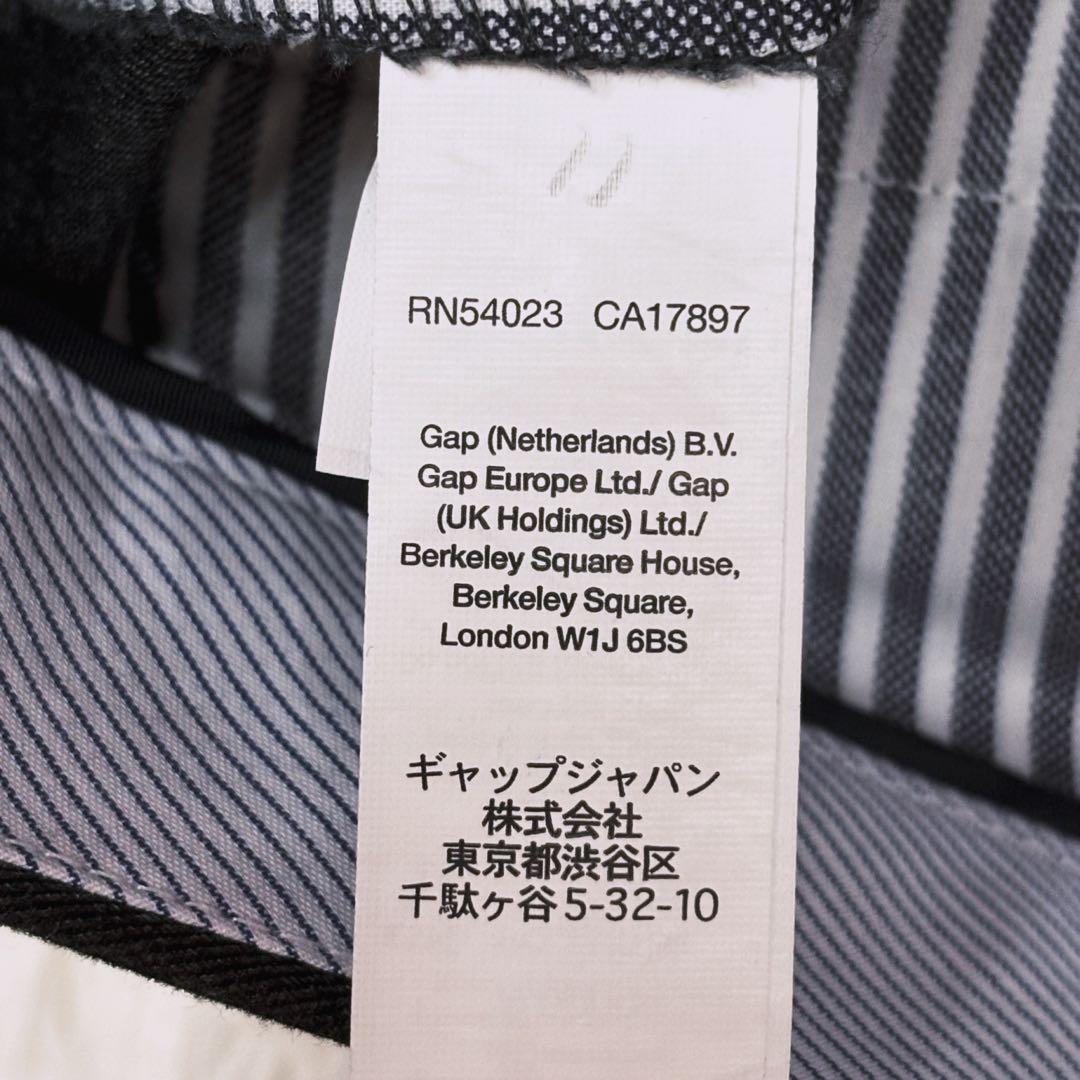 RN54023 CA17897
Gap (Netherlands) B.V.
Gap Europe Ltd./ Gap
(UK Holdings) Ltd./
Berkeley Square House,
Berkeley Square,
London W1J 6BS
ギャップジャパン
株式会社
東京都渋谷区
千駄ヶ谷5-32-10